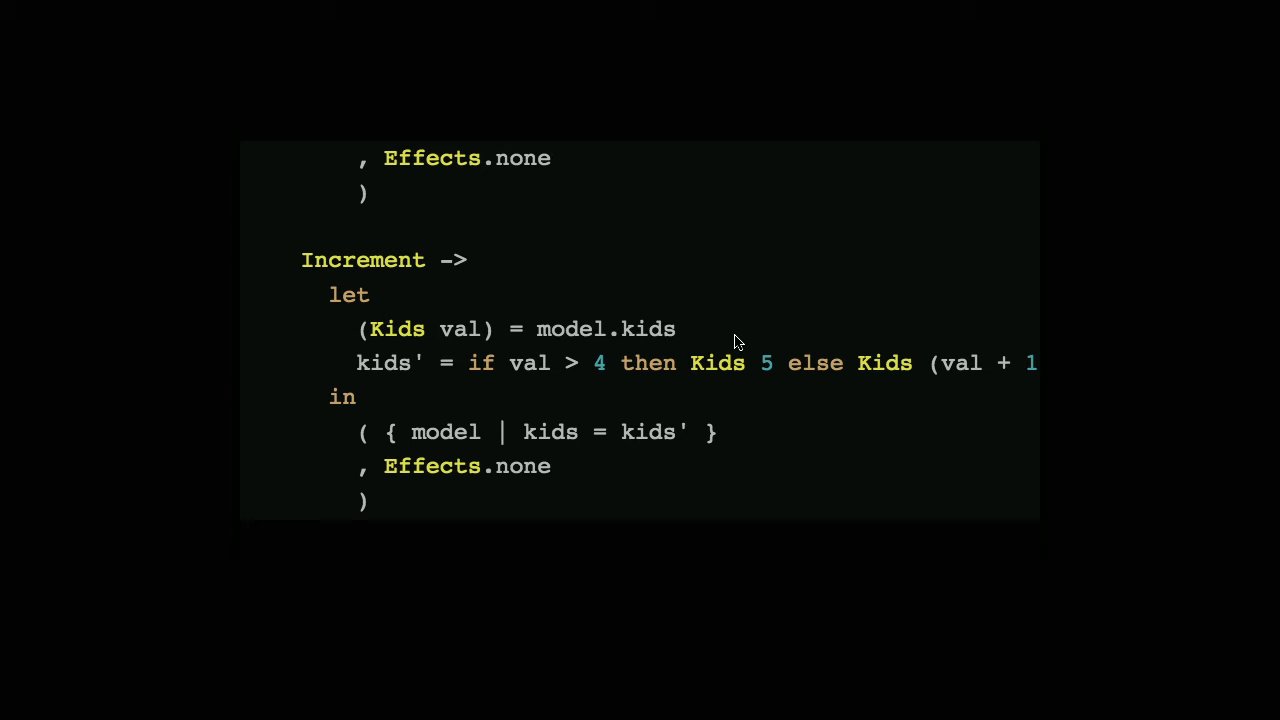 , Effects.none
)
Increment ->
let
(Kids val) = model.kids
kids' = if val > 4 then Kids 5 else Kids (val + 1
in
( { model | kids = kids' }
, Effects.none
)